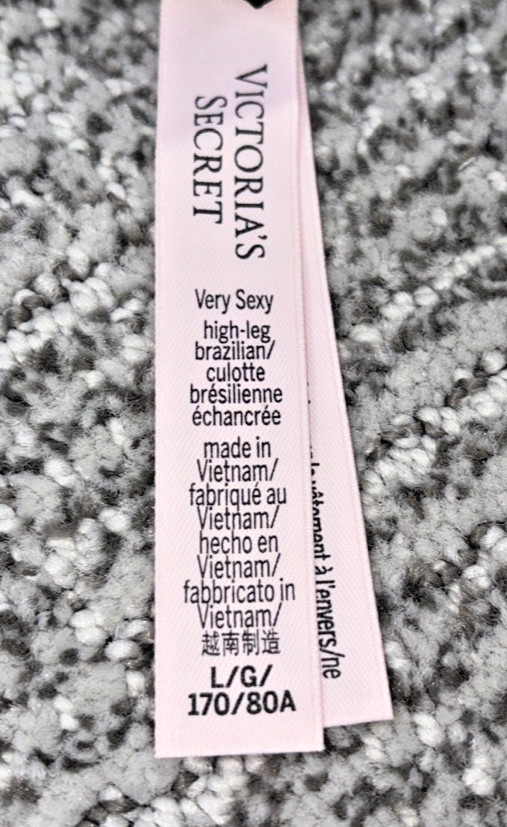 VICTORIA'S
SECRET
Very Sexy
high-leg
brazilian/
culotte
brésilienne
échancrée
made in
Vietnam/
fabriqué au
Vietnam/
hecho en
Vietnam/
fabbricato in
Vietnam/
越南制造
L/G/
170/80A
vêtement à l'envers/ne